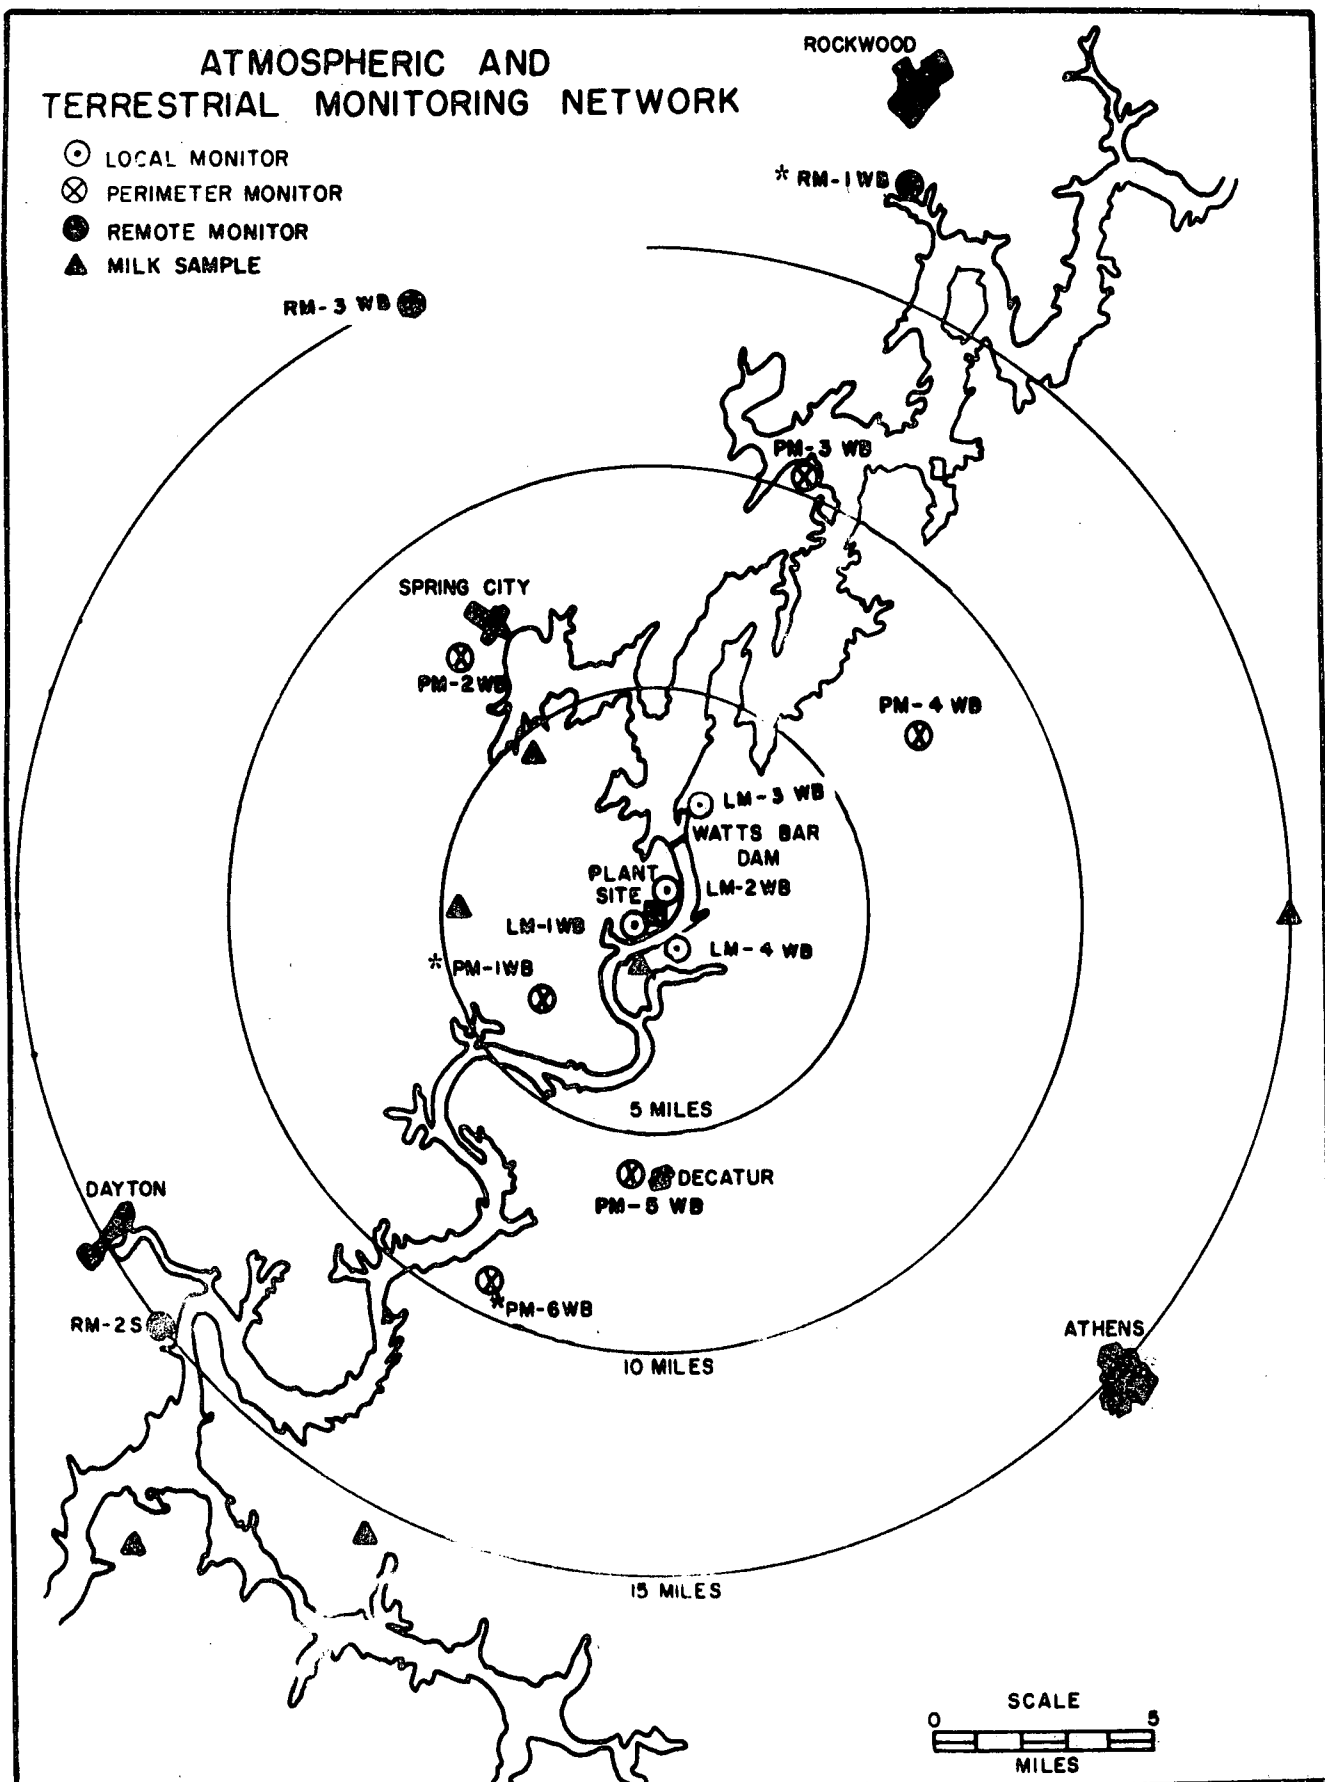 ATMOSPHERIC AND
TERRESTRIAL MONITORING NETWORK
LOCAL MONITOR
PERIMETER MONITOR
REMOTE MONITOR
MILK SAMPLE
ROCKWOOD
* RM-1WB
RM-3 WB
PM-3 WB
SPRING CITY
PM-2WB
PM-4 WB
LM-3 WB
WATTS BAR
DAM
PLANT
SITE
LM-2WB
LM-1WB
LM-4 WB
* PM-1WB
5 MILES
DECATUR
PM-5 WB
DAYTON
*PM-6WB
RM-2S
ATHENS
10 MILES
15 MILES
SCALE
0 5
MILES